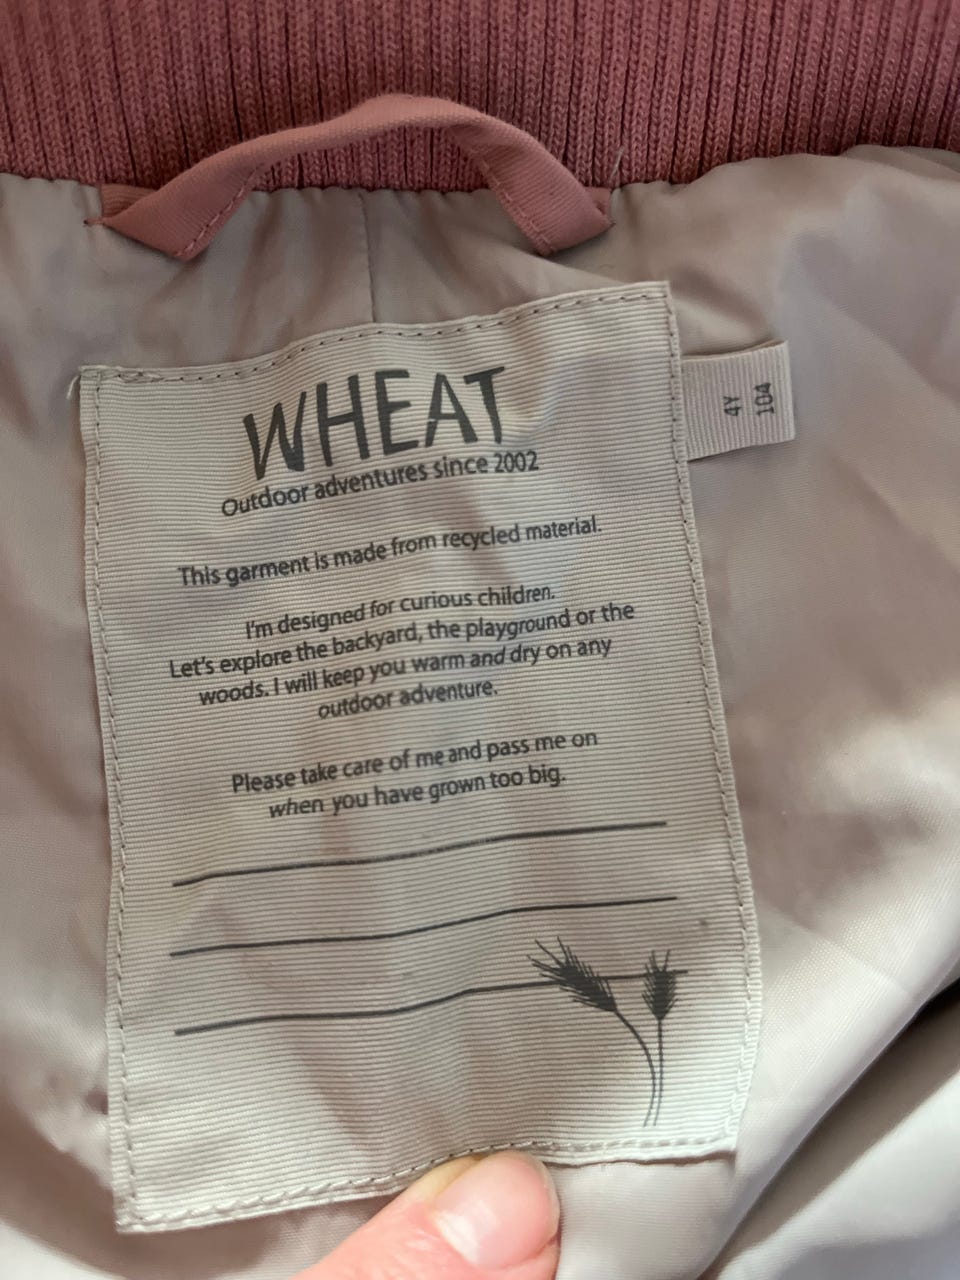 WHEAT
Outdoor adventures since 2002
This garment is made from recycled material.
I'm designed for curious children.
Let's explore the backyard, the playground or the
woods. I will keep you warm and dry on any
outdoor adventure.
Please take care of me and pass me on
when you have grown too big.
4Y
104